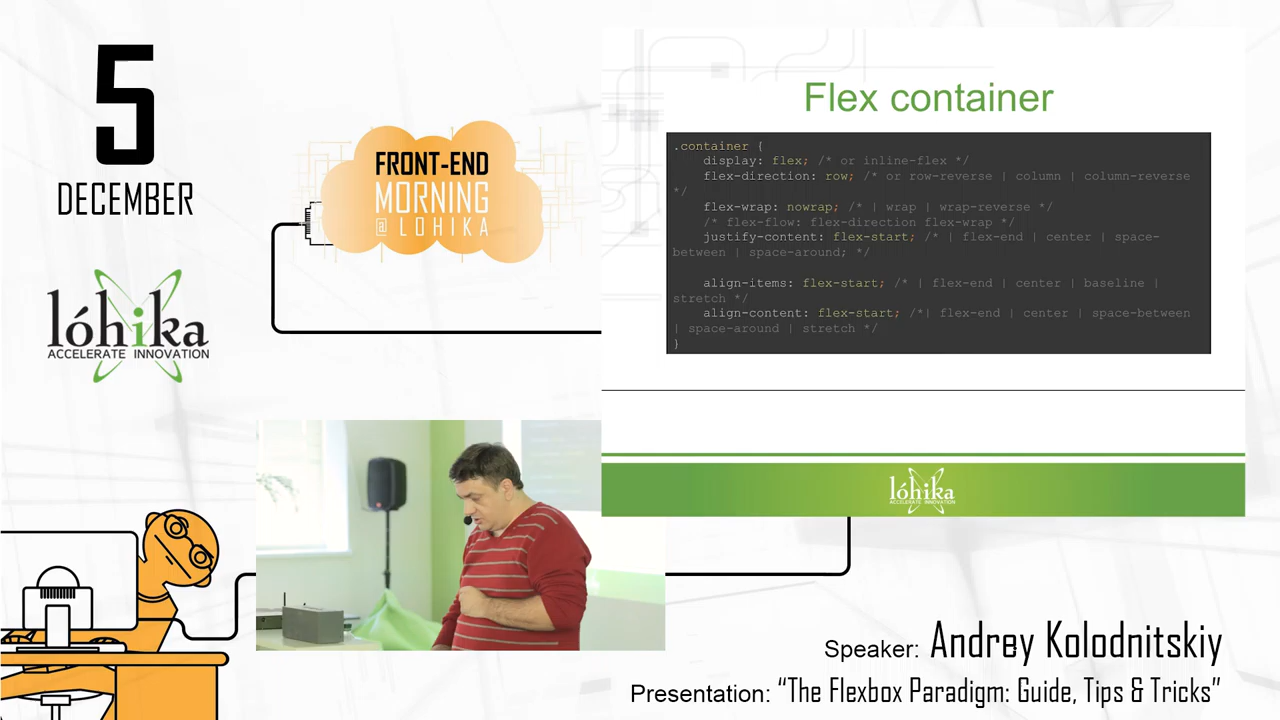 5
DECEMBER
lóhika
ACCELERATE INNOVATION
FRONT-END
MORNING
@ LOHIKA
Flex container
.container {
display: flex; /* or inline-flex */
flex-direction: row; /* or row-reverse | column | column-reverse
*/
flex-wrap: nowrap; /* | wrap | wrap-reverse */
/* flex-flow: flex-direction flex-wrap */
justify-content: flex-start; /* | flex-end | center | space-
between | space-around; */
align-items: flex-start; /* | flex-end | center | baseline |
stretch */
align-content: flex-start; /*| flex-end | center | space-between
| space-around | stretch */
}
lóhika
ACCELERATE INNOVATION
Speaker: Andrey Kolodnitskiy
Presentation: “The Flexbox Paradigm: Guide, Tips & Tricks”